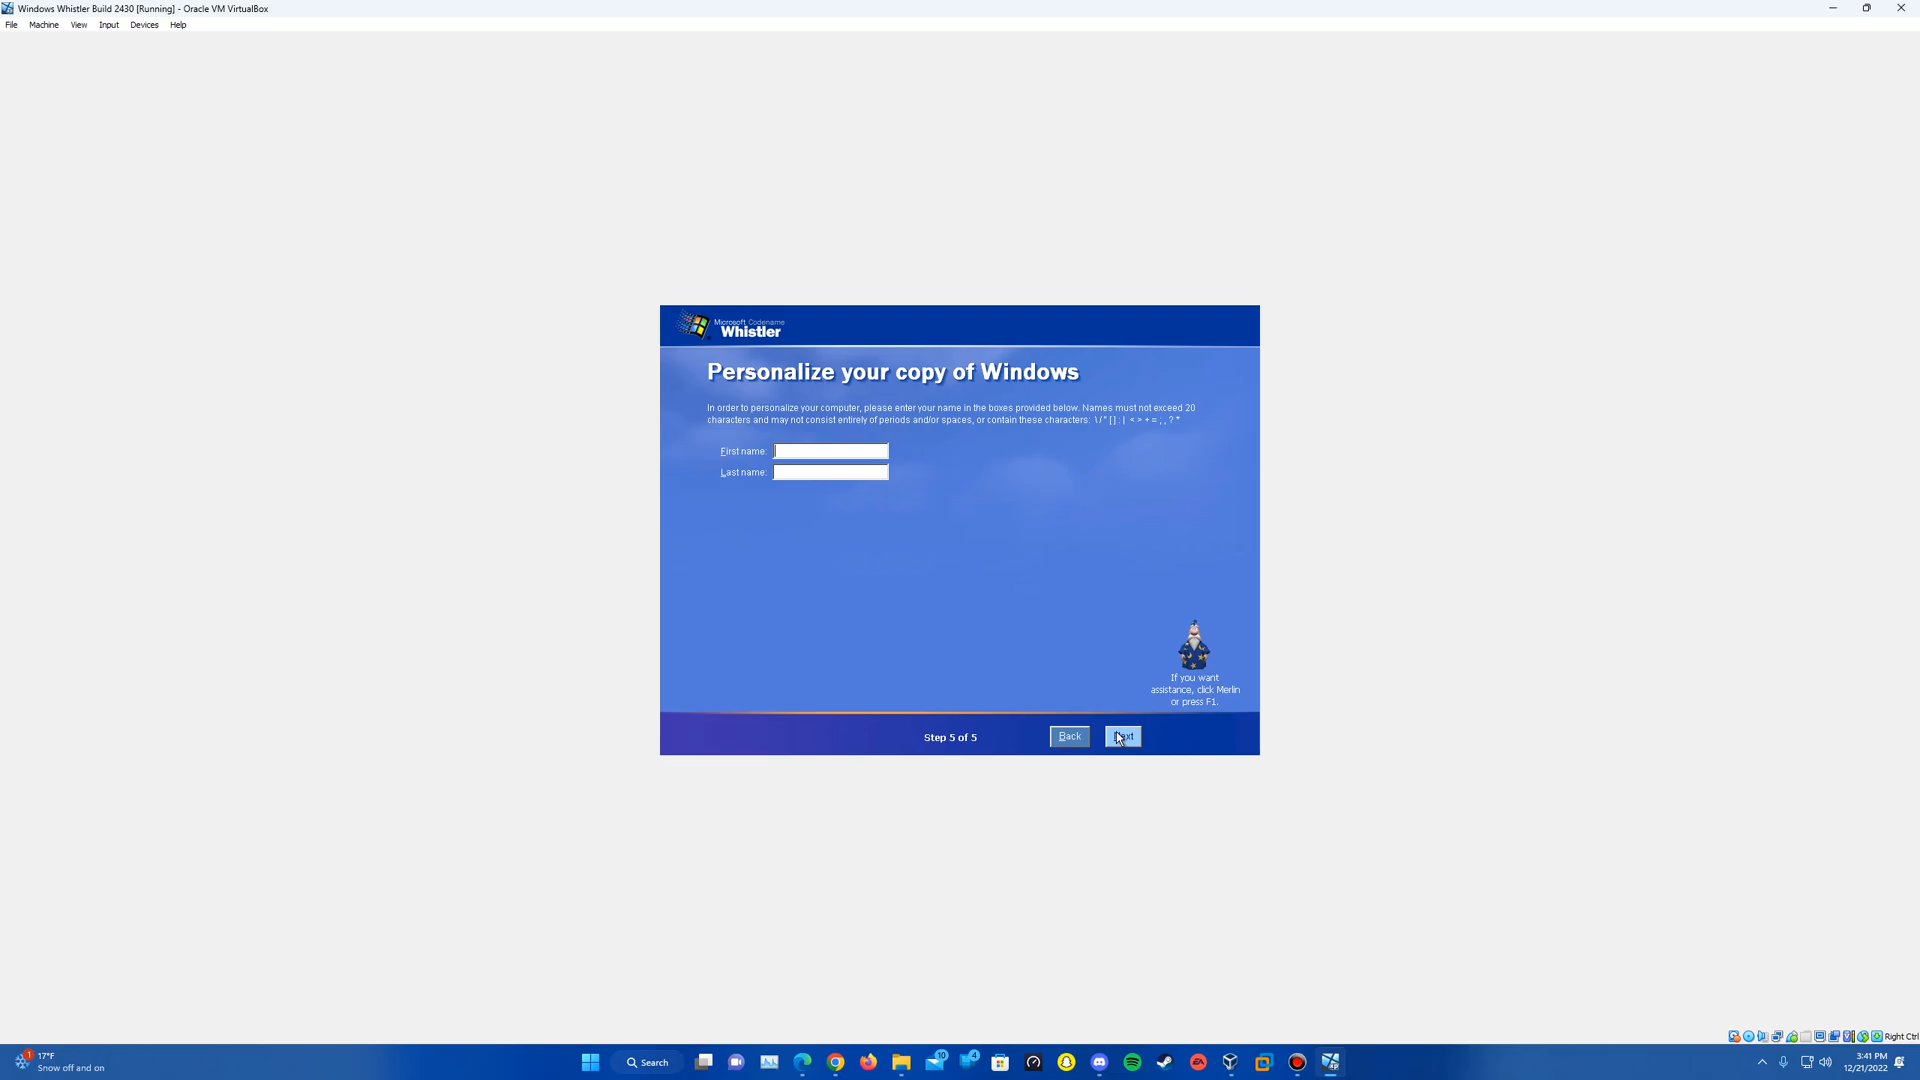 Windows Whistler Build 2430 [Running] - Oracle VM VirtualBox
File Machine View Input Devices Help
Microsoft Codename
Whistler
Personalize your copy of Windows
In order to personalize your computer, please enter your name in the boxes provided below. Names must not exceed 20
characters and may not consist entirely of periods and/or spaces, or contain these characters: \ / " [ ] : | < > + = ; , ? *
First name:
Last name:
If you want
assistance, click Merlin
or press F1.
Step 5 of 5
Back
Right Ctrl
1
17°F
Snow off and on
Search
10
4
3:41 PM
12/21/2022